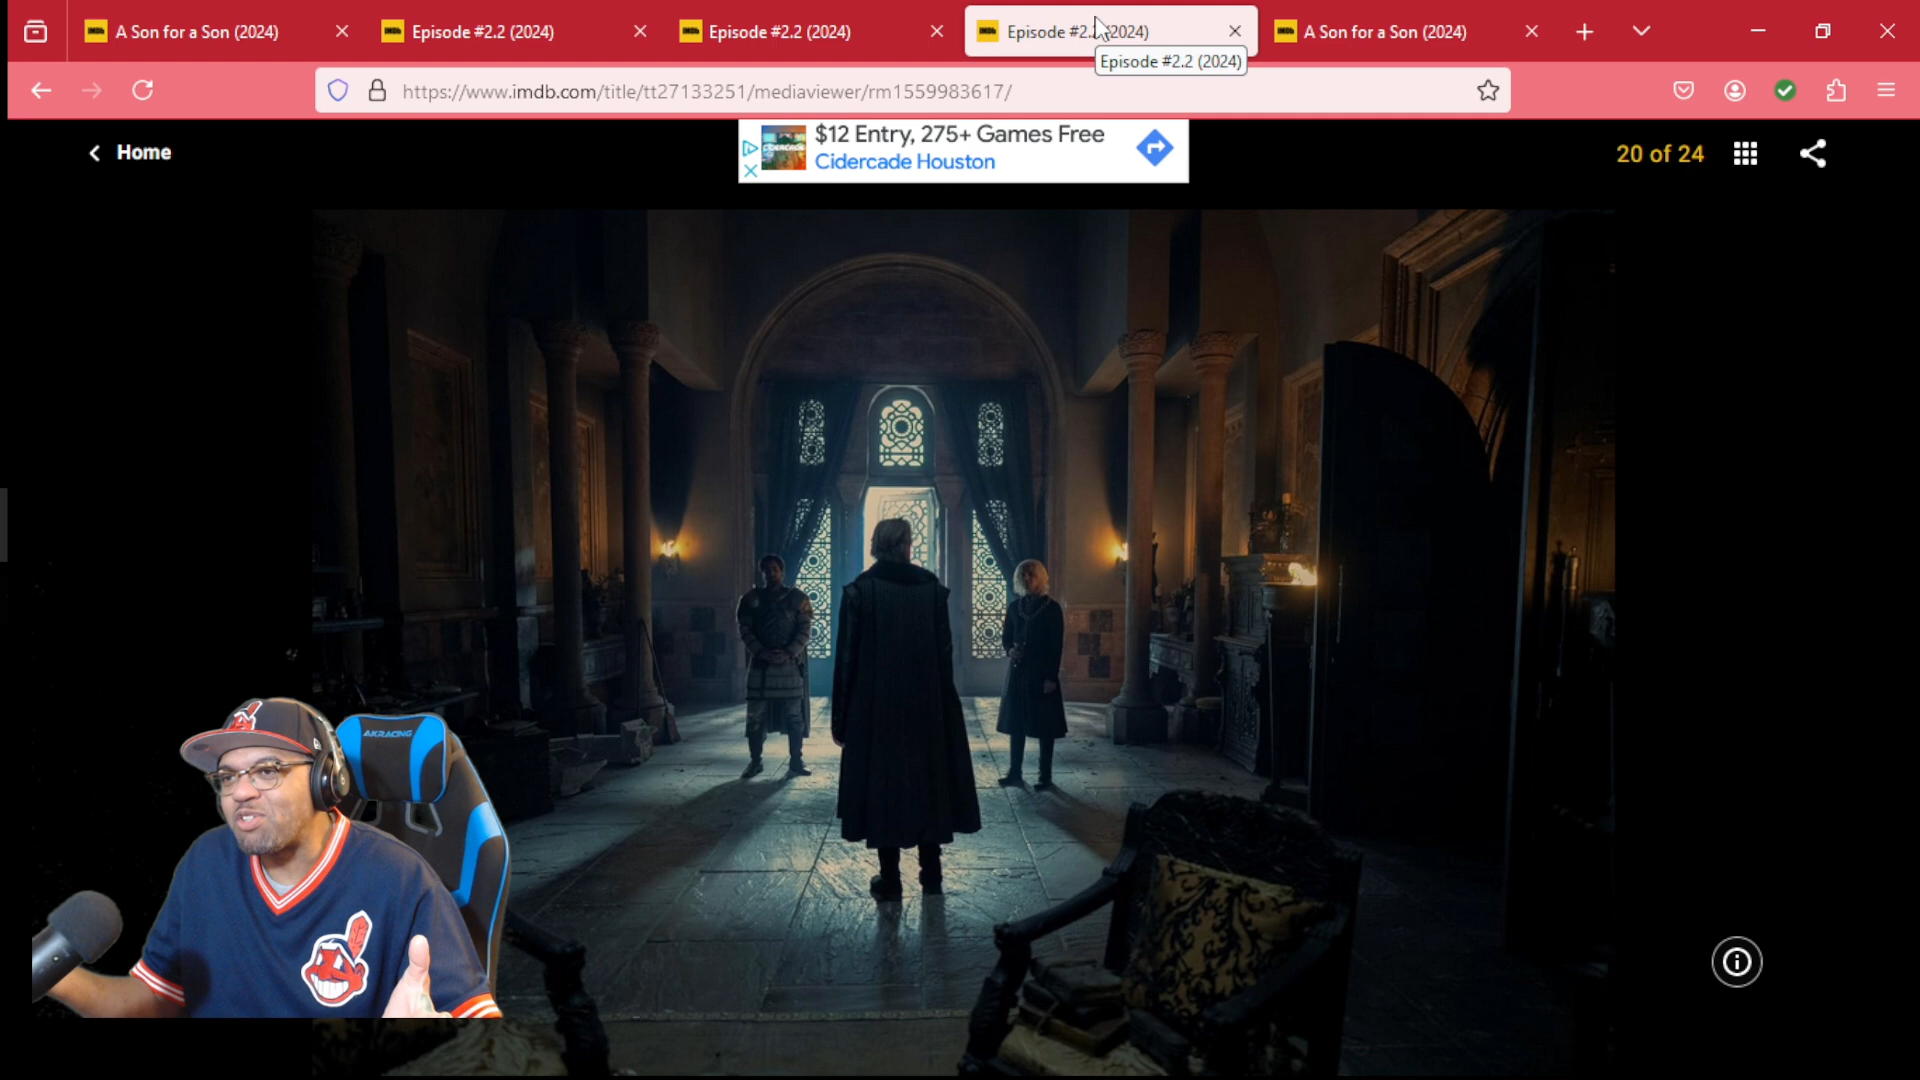 A Son for a Son (2024)
Episode #2.2 (2024)
Episode #2.2 (2024)
Episode #2. 2024)
A Son for a Son (2024)
Episode #2.2 (2024)
https://www.imdb.com/title/tt27133251/mediaviewer/rm1559983617/
Home
$12 Entry, 275+ Games Free
Cidercade Houston
20 of 24
AKRACING